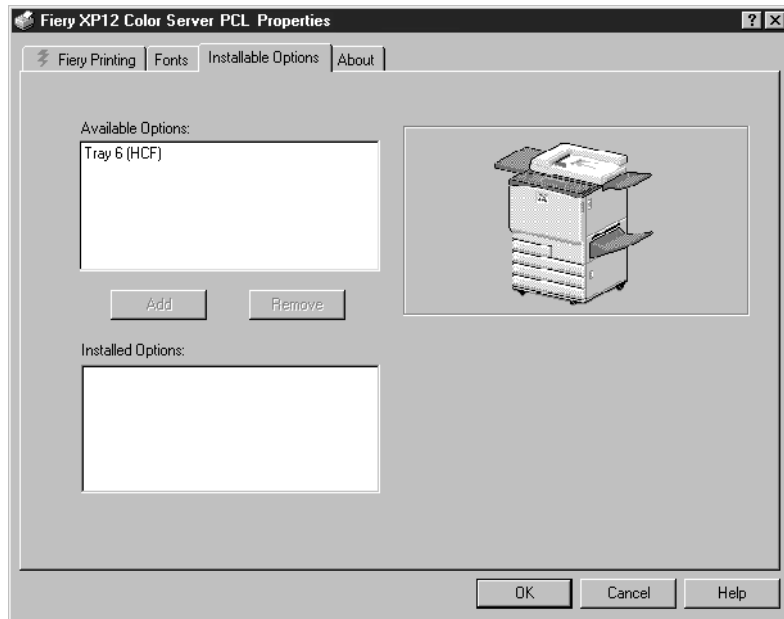 Fiery XP12 Color Server PCL Properties
Fiery Printing Fonts Installable Options About
Available Options:
Tray 6 (HCF)
Add Remove
Installed Options:
OK Cancel Help